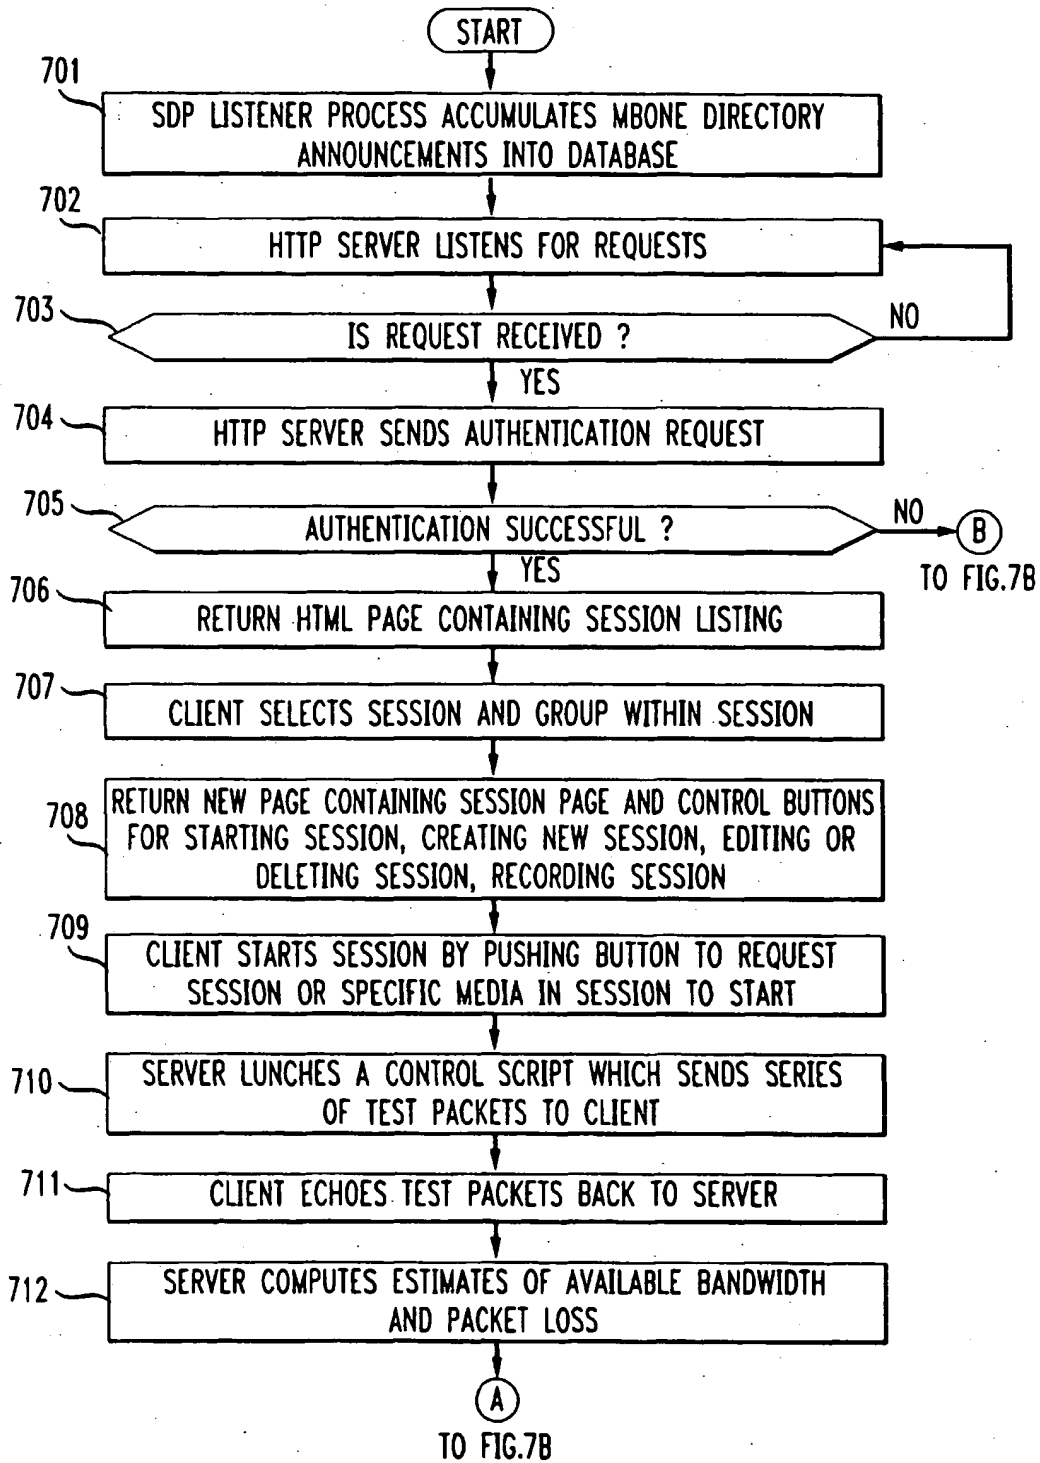 START
701
SDP LISTENER PROCESS ACCUMULATES MBONE DIRECTORY
ANNOUNCEMENTS INTO DATABASE
702
HTTP SERVER LISTENS FOR REQUESTS
703
IS REQUEST RECEIVED ?
NO
YES
704
HTTP SERVER SENDS AUTHENTICATION REQUEST
705
AUTHENTICATION SUCCESSFUL ?
NO
B
TO FIG.7B
YES
706
RETURN HTML PAGE CONTAINING SESSION LISTING
707
CLIENT SELECTS SESSION AND GROUP WITHIN SESSION
708
RETURN NEW PAGE CONTAINING SESSION PAGE AND CONTROL BUTTONS
FOR STARTING SESSION, CREATING NEW SESSION, EDITING OR
DELETING SESSION, RECORDING SESSION
709
CLIENT STARTS SESSION BY PUSHING BUTTON TO REQUEST
SESSION OR SPECIFIC MEDIA IN SESSION TO START
710
SERVER LUNCHES A CONTROL SCRIPT WHICH SENDS SERIES
OF TEST PACKETS TO CLIENT
711
CLIENT ECHOES TEST PACKETS BACK TO SERVER
712
SERVER COMPUTES ESTIMATES OF AVAILABLE BANDWIDTH
AND PACKET LOSS
A
TO FIG.7B